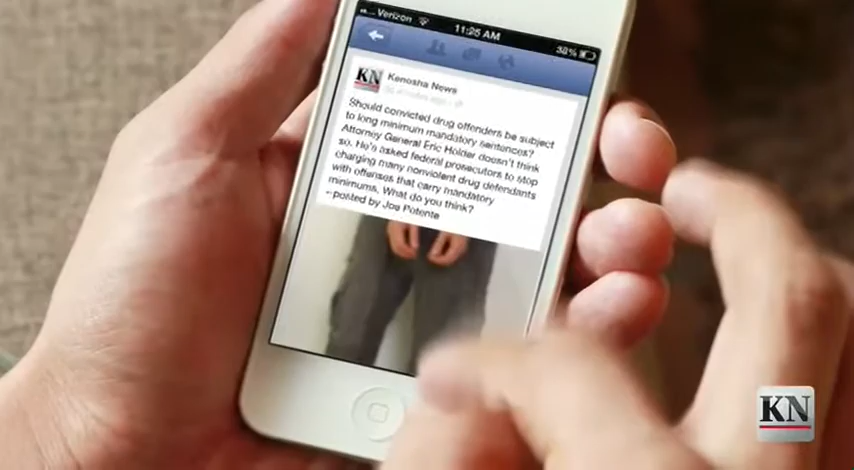 Verizon
11:25 AM
38%
KN
Kenosha News
Should convicted drug offenders be subject
to long minimum mandatory sentences?
Attorney General Eric Holder doesn't think
so. He's asked federal prosecutors to stop
charging many nonviolent drug defendants
with offenses that carry mandatory
minimums. What do you think?
--posted by Joe Potente
KN